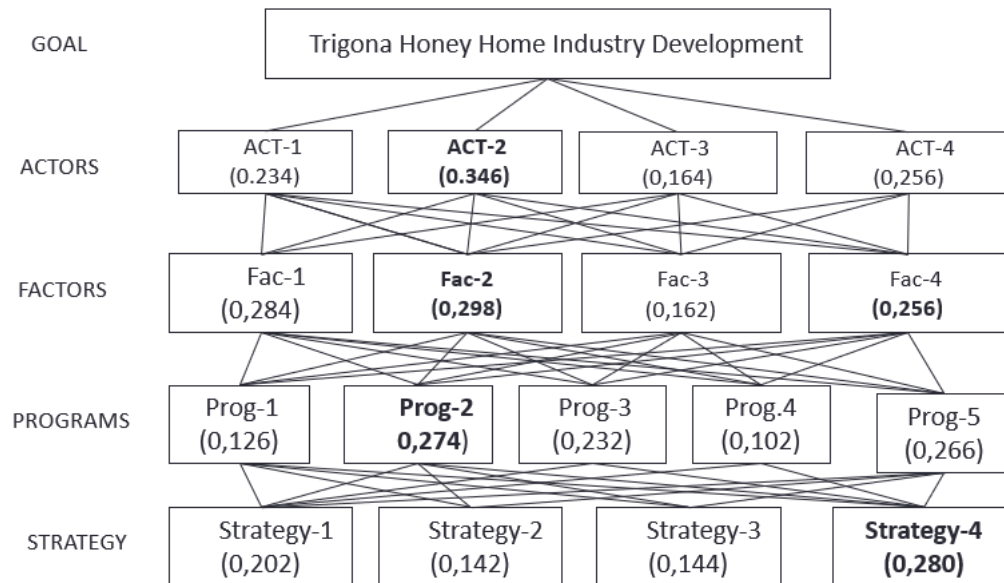 GOAL
Trigona Honey Home Industry Development
ACTORS
ACT-1
(0.234)
ACT-2
(0.346)
ACT-3
(0,164)
ACT-4
(0,256)
FACTORS
Fac-1
(0,284)
Fac-2
(0,298)
Fac-3
(0,162)
Fac-4
(0,256)
PROGRAMS
Prog-1
(0,126)
Prog-2
0,274)
Prog-3
(0,232)
Prog.4
(0,102)
Prog-5
(0,266)
STRATEGY
Strategy-1
(0,202)
Strategy-2
(0,142)
Strategy-3
(0,144)
Strategy-4
(0,280)